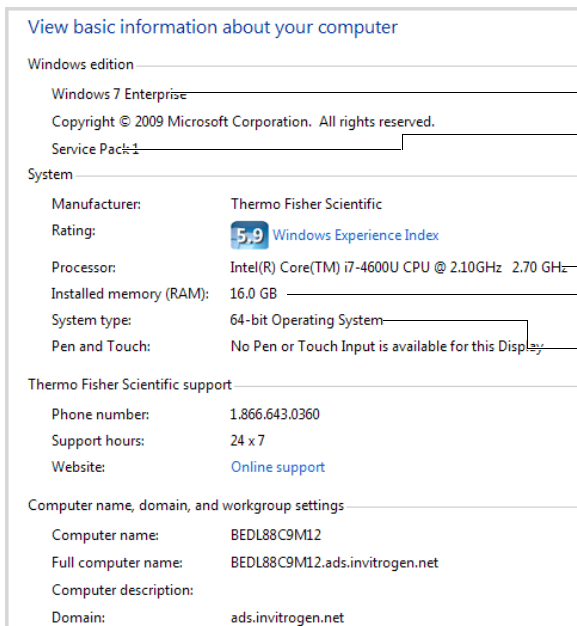 View basic information about your computer
Windows edition
Windows 7 Enterprise
Copyright © 2009 Microsoft Corporation. All rights reserved.
Service Pack 1
System
Manufacturer: Thermo Fisher Scientific
Rating: 5.9 Windows Experience Index
Processor: Intel(R) Core(TM) i7-4600U CPU @ 2.10GHz 2.70 GHz
Installed memory (RAM): 16.0 GB
System type: 64-bit Operating System
Pen and Touch: No Pen or Touch Input is available for this Display
Thermo Fisher Scientific support
Phone number: 1.866.643.0360
Support hours: 24 x 7
Website: Online support
Computer name, domain, and workgroup settings
Computer name: BEDL88C9M12
Full computer name: BEDL88C9M12.ads.invitrogen.net
Computer description:
Domain: ads.invitrogen.net